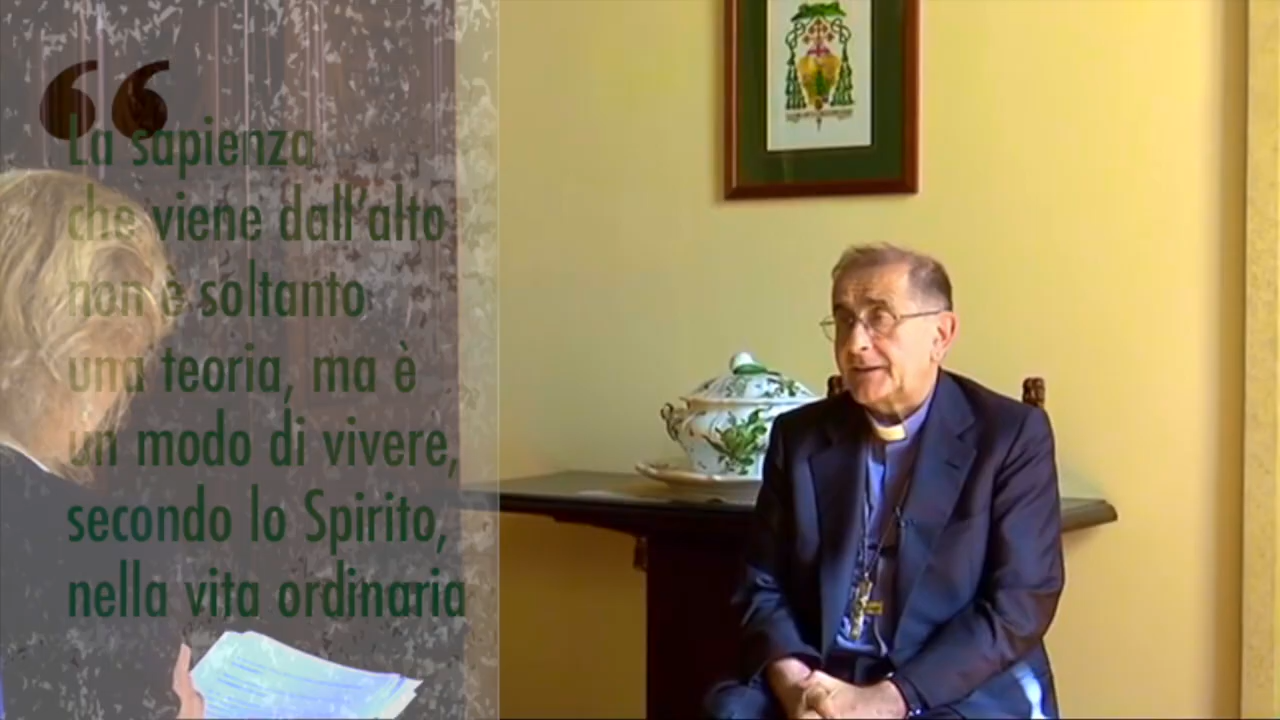 “
La sapienza
che viene dall’alto
non è soltanto
una teoria, ma è
un modo di vivere,
secondo lo Spirito,
nella vita ordinaria